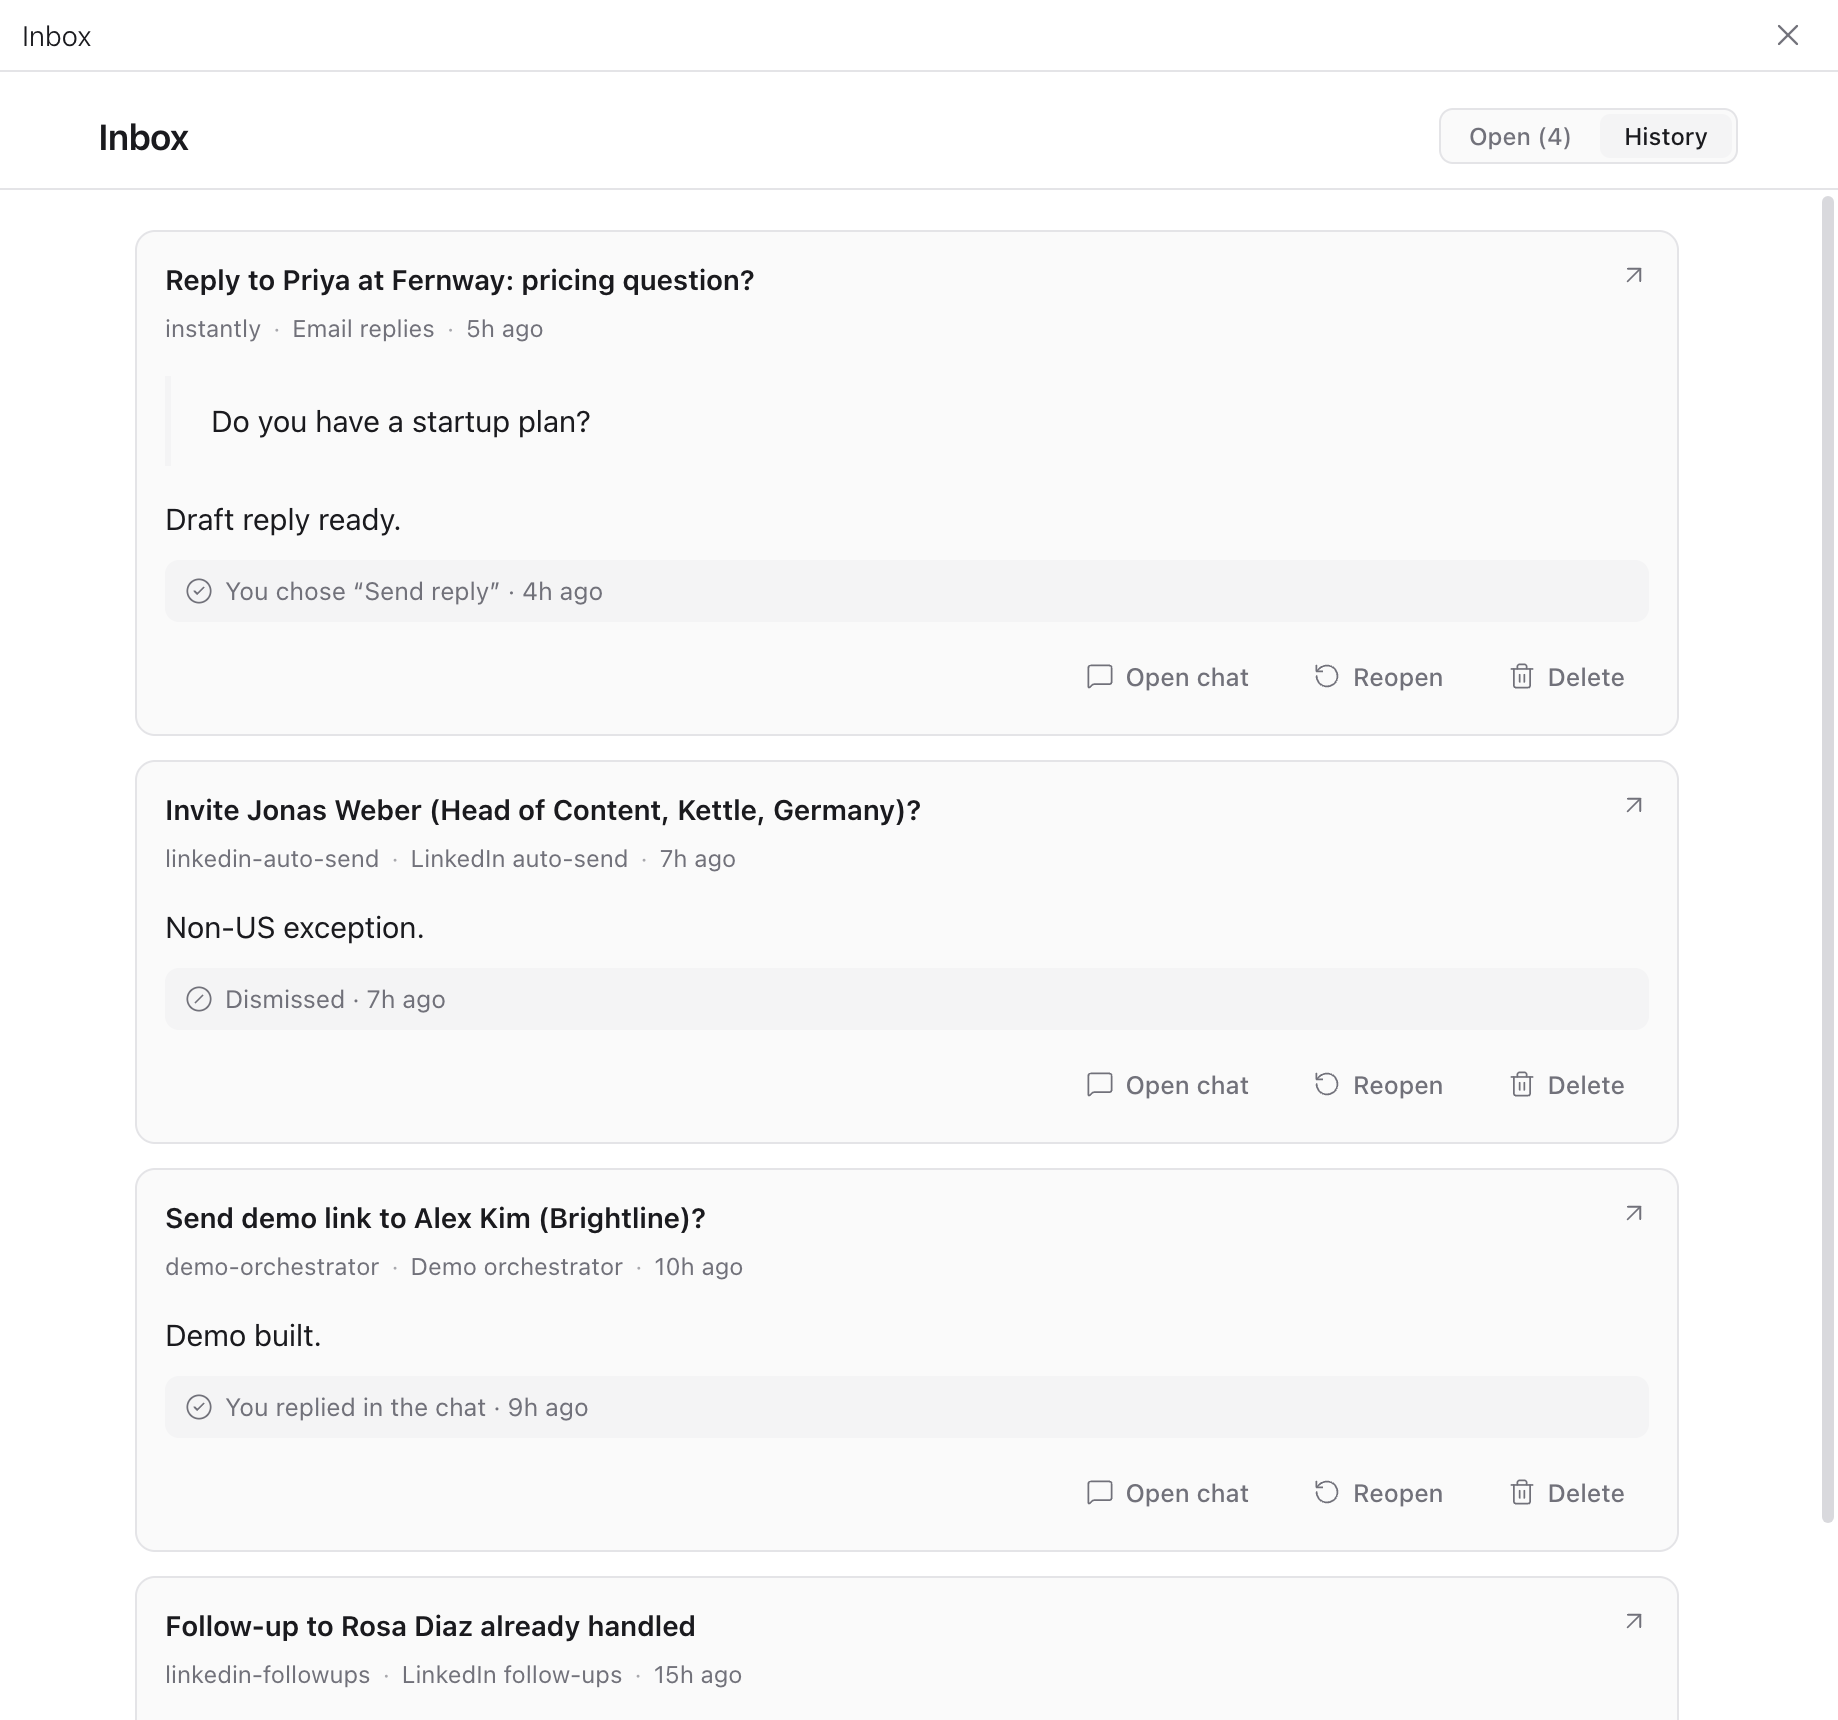 Inbox
Inbox
Open (4)
History
Reply to Priya at Fernway: pricing question?
instantly · Email replies · 5h ago
Do you have a startup plan?
Draft reply ready.
You chose “Send reply” · 4h ago
Open chat
Reopen
Delete
Invite Jonas Weber (Head of Content, Kettle, Germany)?
linkedin-auto-send · LinkedIn auto-send · 7h ago
Non-US exception.
Dismissed · 7h ago
Open chat
Reopen
Delete
Send demo link to Alex Kim (Brightline)?
demo-orchestrator · Demo orchestrator · 10h ago
Demo built.
You replied in the chat · 9h ago
Open chat
Reopen
Delete
Follow-up to Rosa Diaz already handled
linkedin-followups · LinkedIn follow-ups · 15h ago